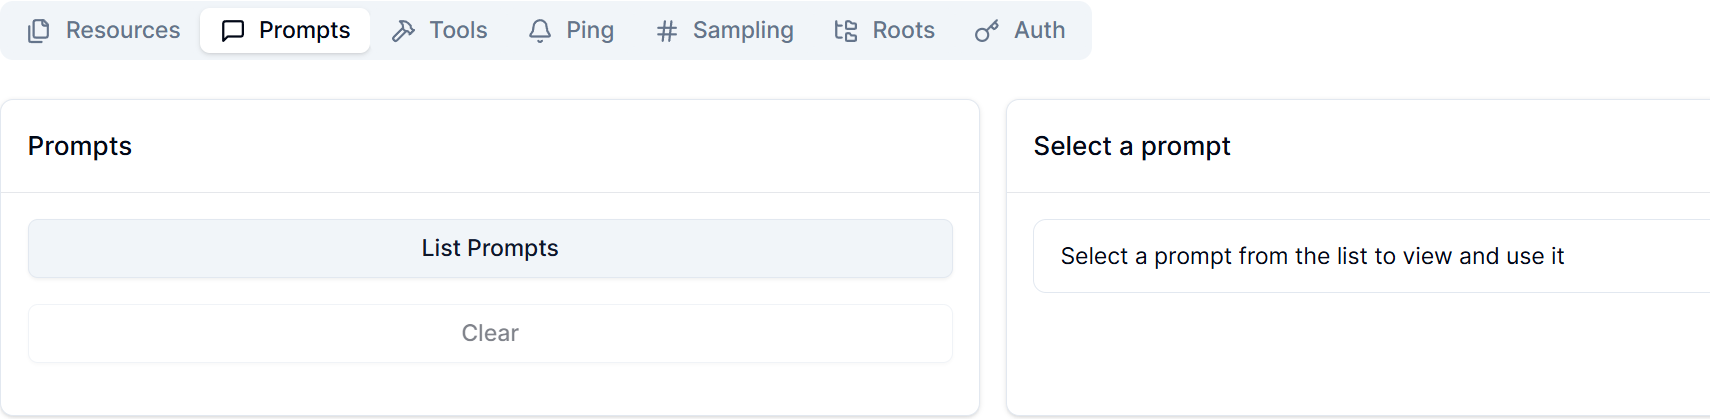 Resources Prompts Tools Ping Sampling Roots Auth
Prompts
List Prompts
Clear
Select a prompt
Select a prompt from the list to view and use it